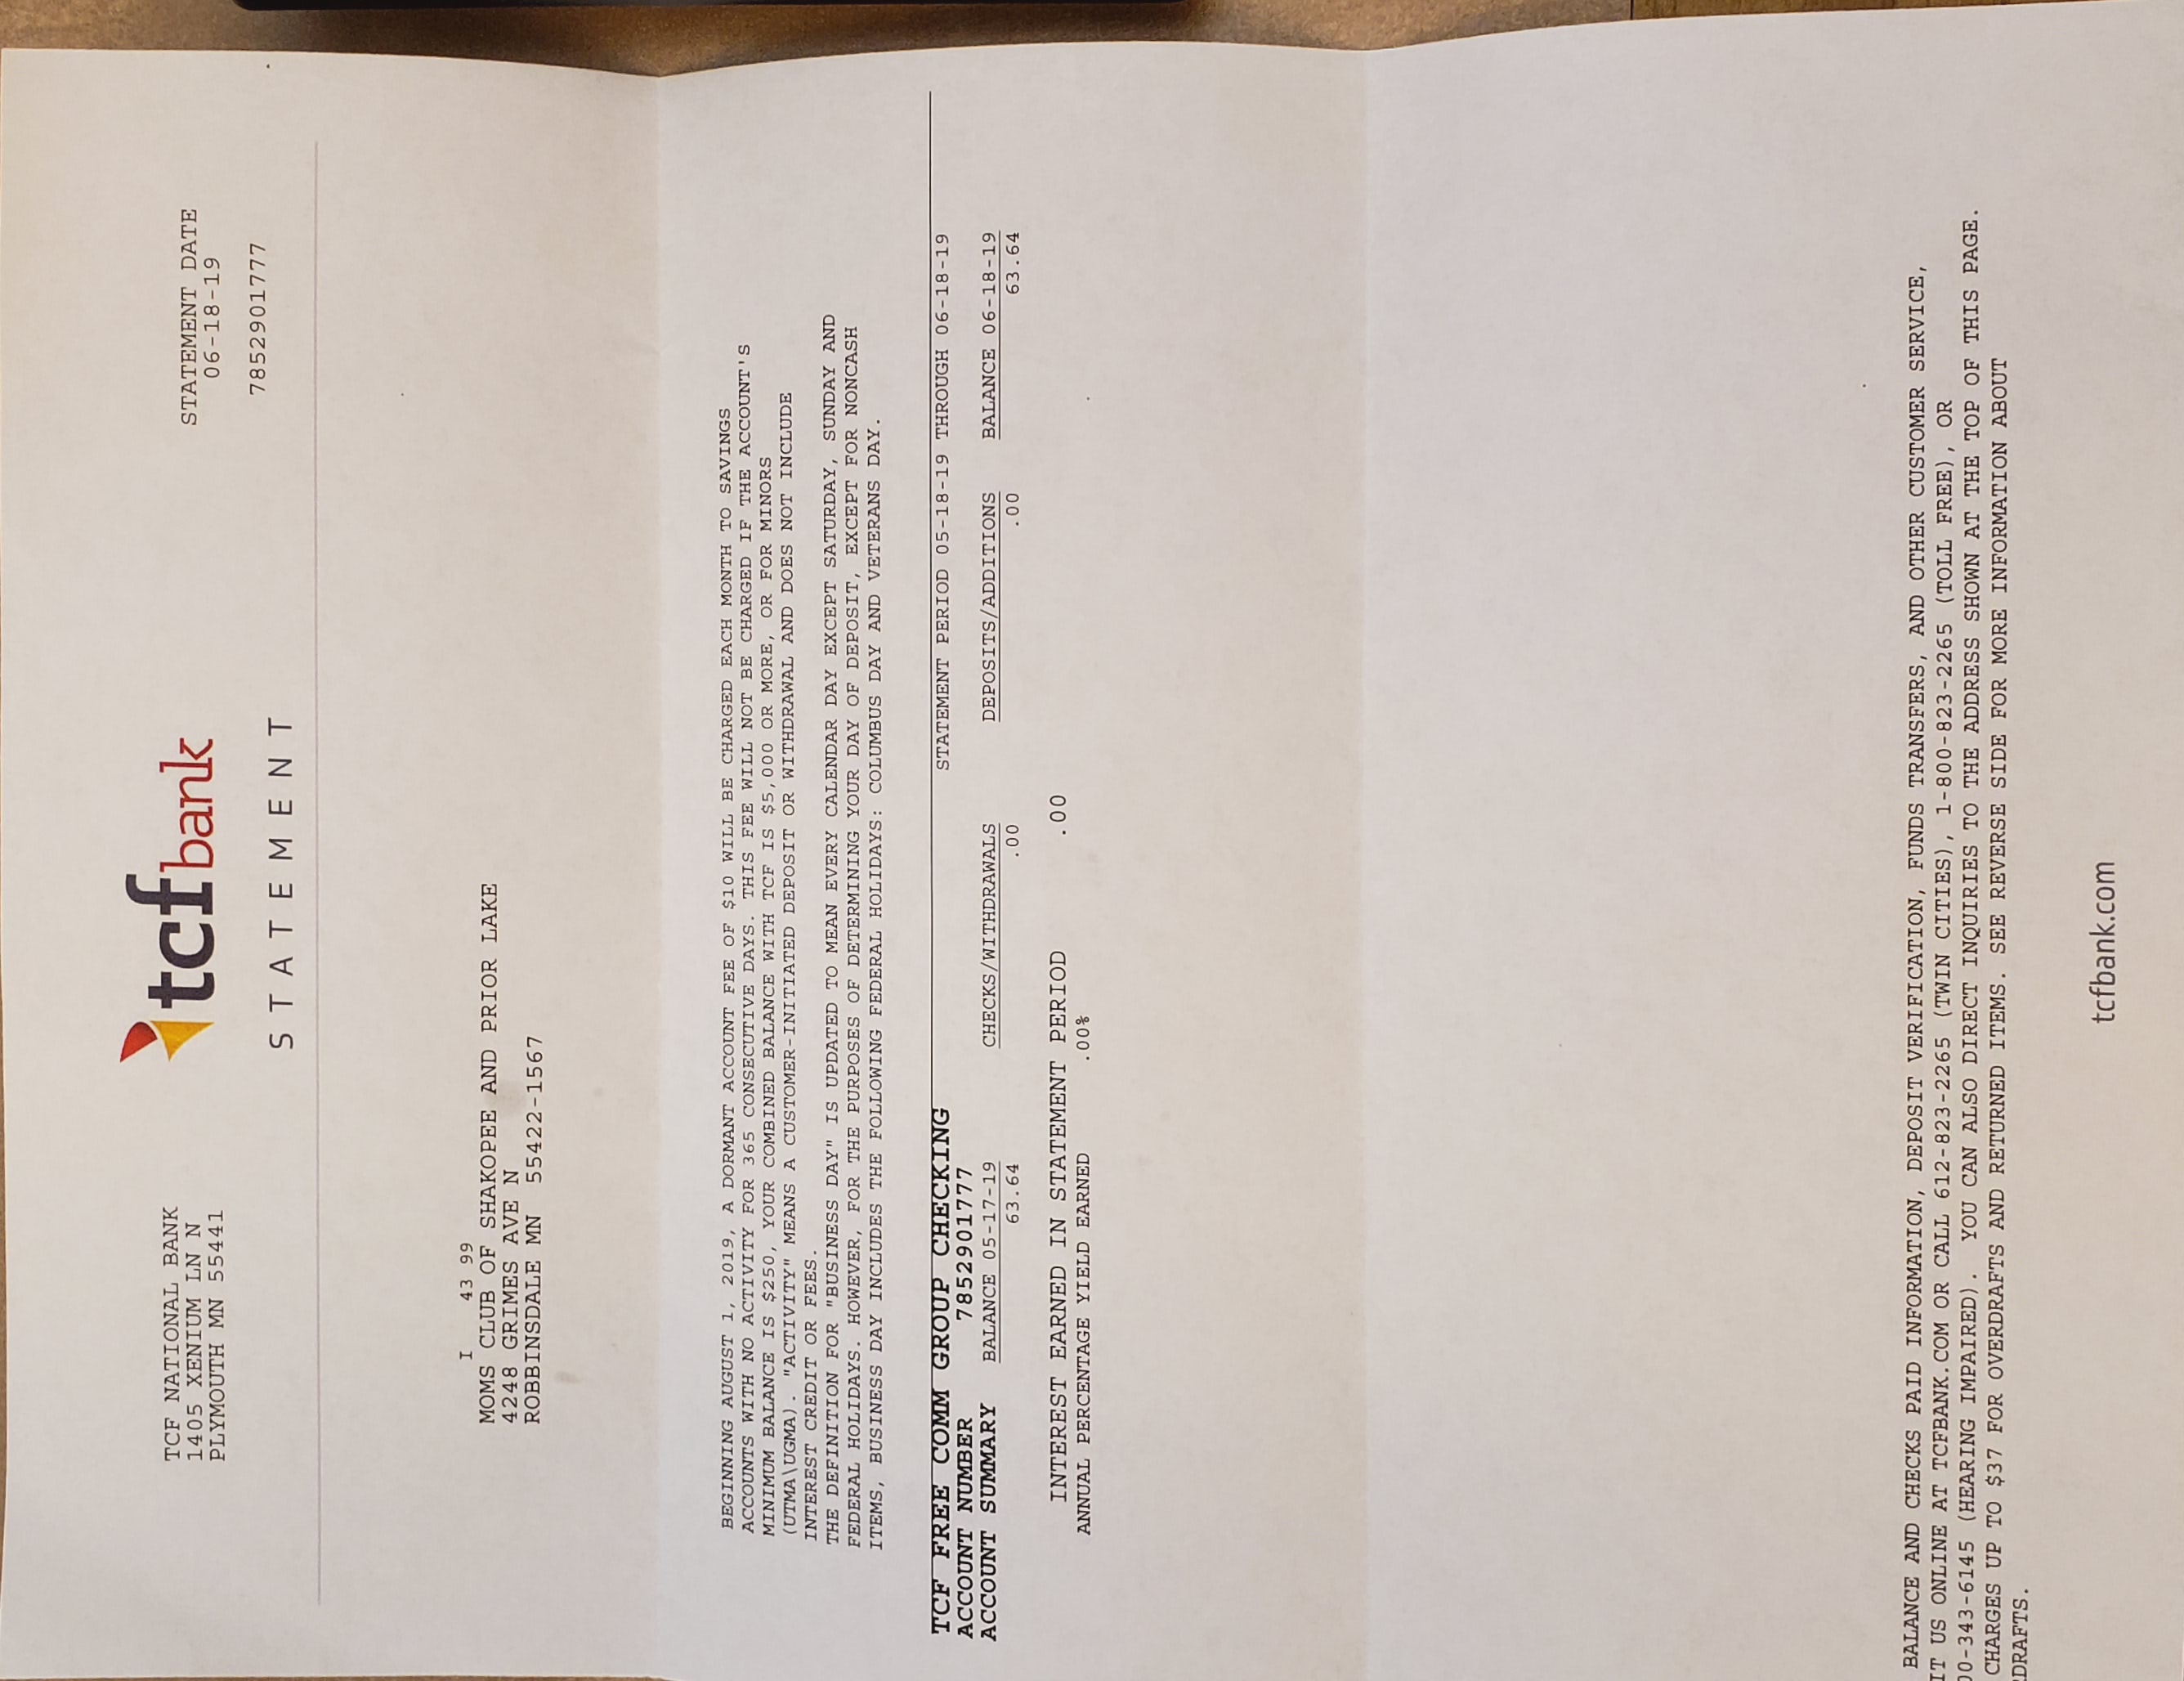 TCF NATIONAL BANK
1405 XENIUM LN N
PLYMOUTH MN 55441
tcf bank
STATEMENT
STATEMENT DATE
06-18-19
7852901777
I 43 99
MOMS CLUB OF SHAKOPEE AND PRIOR LAKE
4248 GRIMES AVE N
ROBBINSDALE MN 55422-1567
BEGINNING AUGUST 1, 2019, A DORMANT ACCOUNT FEE OF $10 WILL BE CHARGED EACH MONTH TO SAVINGS
ACCOUNTS WITH NO ACTIVITY FOR 365 CONSECUTIVE DAYS. THIS FEE WILL NOT BE CHARGED IF THE ACCOUNT'S
MINIMUM BALANCE IS $250, YOUR COMBINED BALANCE WITH TCF IS $5,000 OR MORE, OR FOR MINORS
(UTMA\UGMA). "ACTIVITY" MEANS A CUSTOMER-INITIATED DEPOSIT OR WITHDRAWAL AND DOES NOT INCLUDE
INTEREST CREDIT OR FEES.
THE DEFINITION FOR "BUSINESS DAY" IS UPDATED TO MEAN EVERY CALENDAR DAY EXCEPT SATURDAY, SUNDAY AND
FEDERAL HOLIDAYS. HOWEVER, FOR THE PURPOSES OF DETERMINING YOUR DAY OF DEPOSIT, EXCEPT FOR NONCASH
ITEMS, BUSINESS DAY INCLUDES THE FOLLOWING FEDERAL HOLIDAYS: COLUMBUS DAY AND VETERANS DAY.
TCF FREE COMM GROUP CHECKING STATEMENT PERIOD 05-18-19 THROUGH 06-18-19
ACCOUNT NUMBER 7852901777
ACCOUNT SUMMARY BALANCE 05-17-19 CHECKS/WITHDRAWALS DEPOSITS/ADDITIONS BALANCE 06-18-19
63.64 .00 .00 63.64
INTEREST EARNED IN STATEMENT PERIOD .00
ANNUAL PERCENTAGE YIELD EARNED .00%
BALANCE AND CHECKS PAID INFORMATION, DEPOSIT VERIFICATION, FUNDS TRANSFERS, AND OTHER CUSTOMER SERVICE,
IT US ONLINE AT TCFBANK.COM OR CALL 612-823-2265 (TWIN CITIES), 1-800-823-2265 (TOLL FREE), OR
00-343-6145 (HEARING IMPAIRED). YOU CAN ALSO DIRECT INQUIRIES TO THE ADDRESS SHOWN AT THE TOP OF THIS PAGE.
CHARGES UP TO $37 FOR OVERDRAFTS AND RETURNED ITEMS. SEE REVERSE SIDE FOR MORE INFORMATION ABOUT
DRAFTS.
tcfbank.com